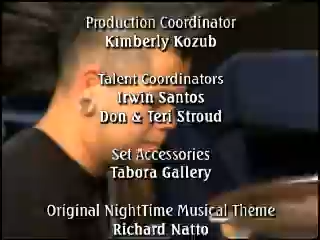 Production Coordinator
Kimberly Kozub
Talent Coordinators
Irwin Santos
Don & Teri Stroud
Set Accessories
Tabora Gallery
Original NightTime Musical Theme
Richard Natto